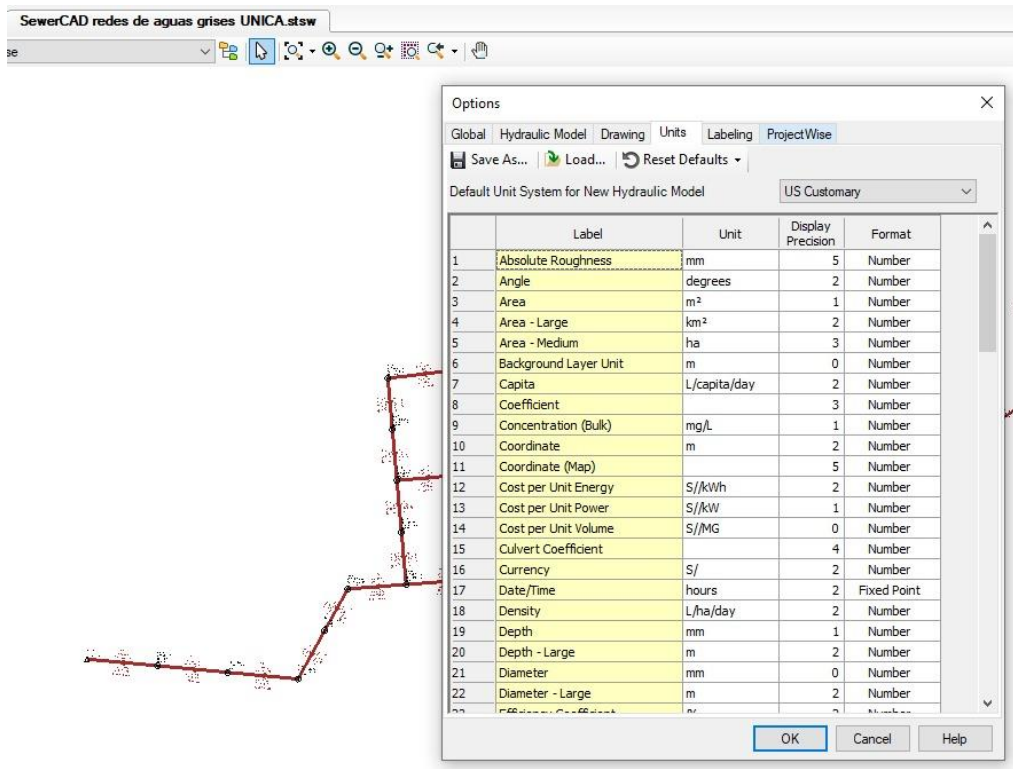 SewerCAD redes de aguas grises UNICA.stsw
se
Options
Global Hydraulic Model Drawing Units Labeling ProjectWise
Save As... Load... Reset Defaults
Default Unit System for New Hydraulic Model US Customary
Label Unit Display Precision Format
1 Absolute Roughness mm 5 Number
2 Angle degrees 2 Number
3 Area m² 1 Number
4 Area - Large km² 2 Number
5 Area - Medium ha 3 Number
6 Background Layer Unit m 0 Number
7 Capita L/capita/day 2 Number
8 Coefficient 3 Number
9 Concentration (Bulk) mg/L 1 Number
10 Coordinate m 2 Number
11 Coordinate (Map) 5 Number
12 Cost per Unit Energy S//kWh 2 Number
13 Cost per Unit Power S//kW 1 Number
14 Cost per Unit Volume S//MG 0 Number
15 Culvert Coefficient 4 Number
16 Currency S/ 2 Number
17 Date/Time hours 2 Fixed Point
18 Density L/ha/day 2 Number
19 Depth mm 1 Number
20 Depth - Large m 2 Number
21 Diameter mm 0 Number
22 Diameter - Large m 2 Number
OK Cancel Help